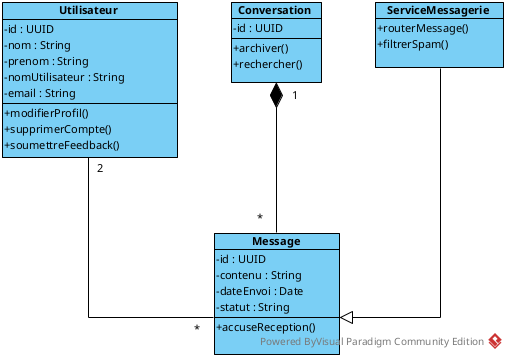 Utilisateur
-id : UUID
-nom : String
-prenom : String
-nomUtilisateur : String
-email : String
+modifierProfil()
+supprimerCompte()
+soumettreFeedback()
2
Conversation
-id : UUID
+archiver()
+rechercher()
1
*
ServiceMessagerie
+routerMessage()
+filtrerSpam()
Message
-id : UUID
-contenu : String
-dateEnvoi : Date
-statut : String
+accuseReception()
*
Powered ByVisual Paradigm Community Edition